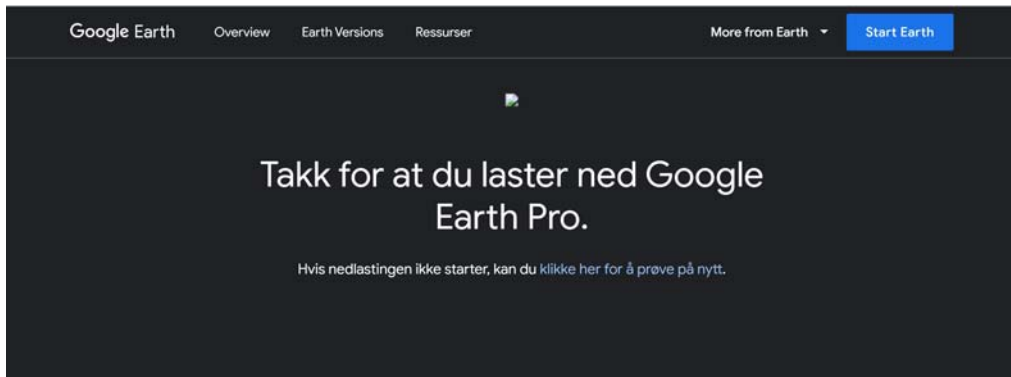 Google Earth Overview Earth Versions Ressurser More from Earth Start Earth
Takk for at du laster ned Google
Earth Pro.
Hvis nedlastingen ikke starter, kan du klikke her for å prøve på nytt.